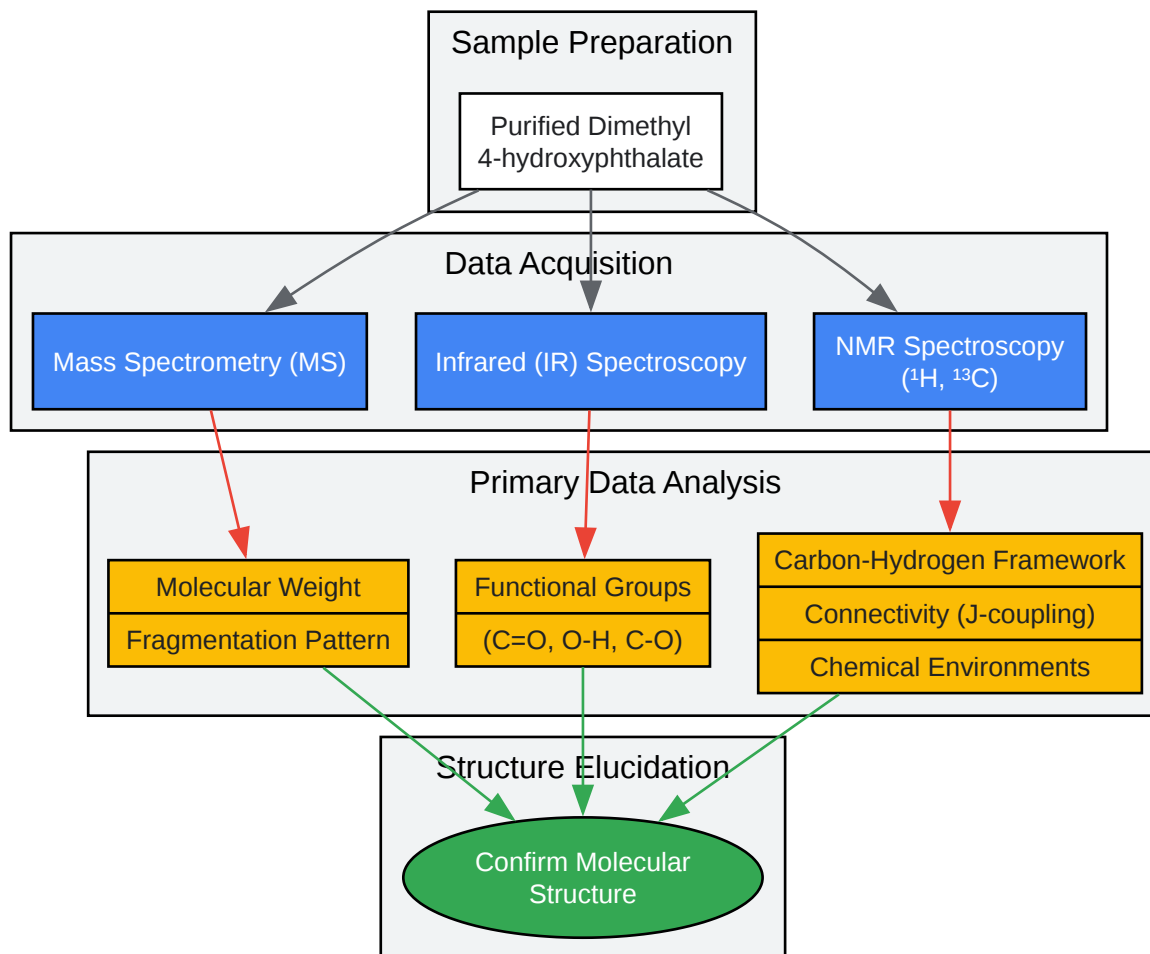 Sample Preparation
Purified Dimethyl
4-hydroxyphthalate
Data Acquisition
Mass Spectrometry (MS)
Infrared (IR) Spectroscopy
NMR Spectroscopy
(¹H, ¹³C)
Primary Data Analysis
Molecular Weight
Fragmentation Pattern
Functional Groups
(C=O, O-H, C-O)
Carbon-Hydrogen Framework
Connectivity (J-coupling)
Chemical Environments
Structure Elucidation
Confirm Molecular
Structure